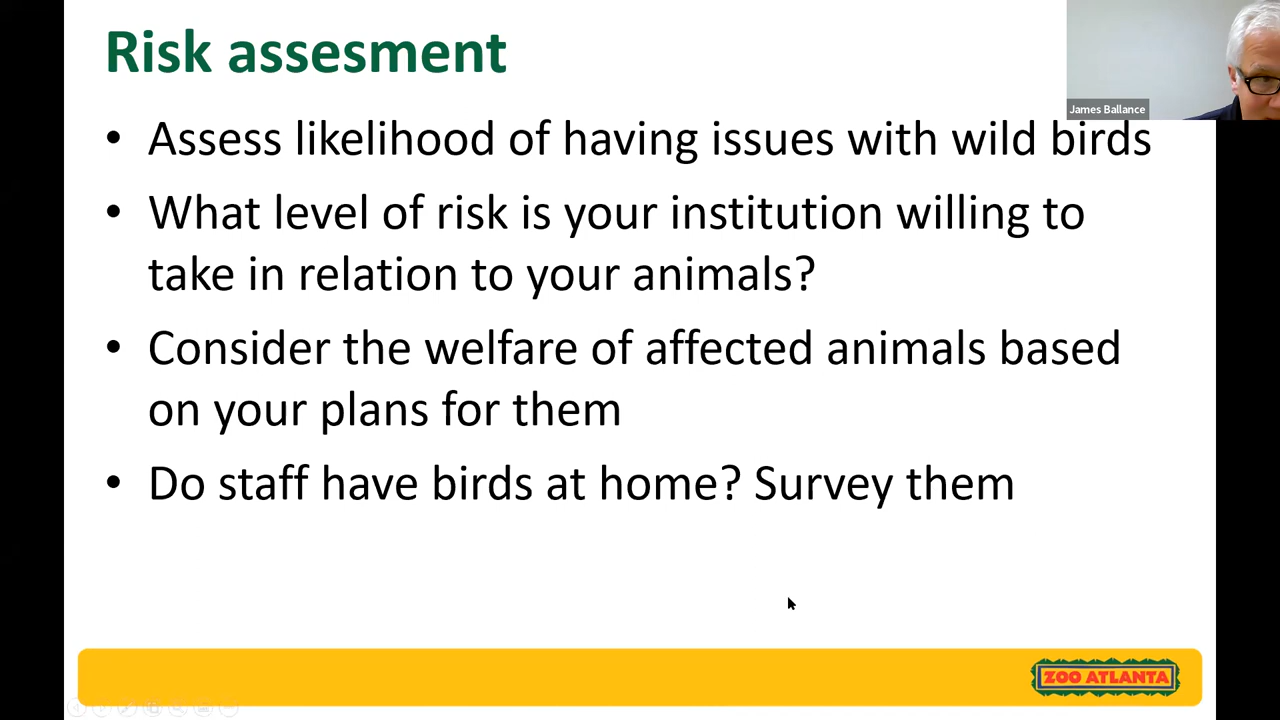 Risk assesment
James Ballance
• Assess likelihood of having issues with wild birds
• What level of risk is your institution willing to
take in relation to your animals?
• Consider the welfare of affected animals based
on your plans for them
• Do staff have birds at home? Survey them
ZOO ATLANTA